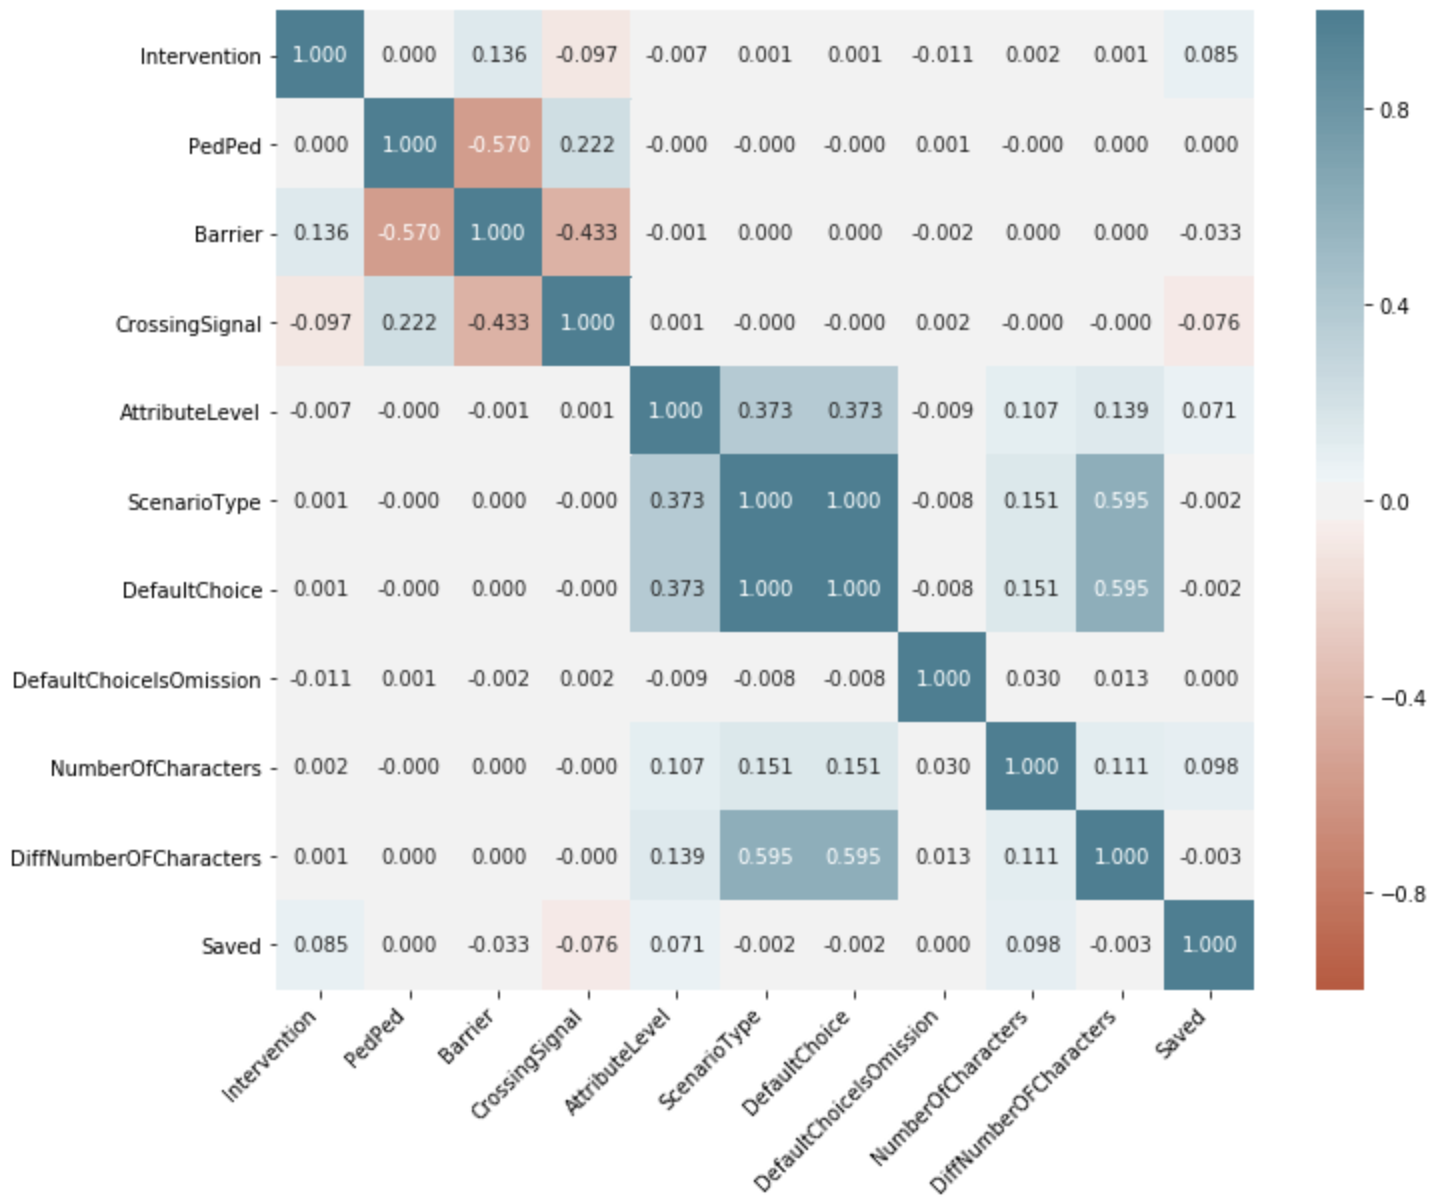 Intervention 1.000 0.000 0.136 -0.097 -0.007 0.001 0.001 -0.011 0.002 0.001 0.085
PedPed 0.000 1.000 -0.570 0.222 -0.000 -0.000 -0.000 0.001 -0.000 0.000 0.000
Barrier 0.136 -0.570 1.000 -0.433 -0.001 0.000 0.000 -0.002 0.000 0.000 -0.033
CrossingSignal -0.097 0.222 -0.433 1.000 0.001 -0.000 -0.000 0.002 -0.000 -0.000 -0.076
AttributeLevel -0.007 -0.000 -0.001 0.001 1.000 0.373 0.373 -0.009 0.107 0.139 0.071
ScenarioType 0.001 -0.000 0.000 -0.000 0.373 1.000 1.000 -0.008 0.151 0.595 -0.002
DefaultChoice 0.001 -0.000 0.000 -0.000 0.373 1.000 1.000 -0.008 0.151 0.595 -0.002
DefaultChoiceIsOmission -0.011 0.001 -0.002 0.002 -0.009 -0.008 -0.008 1.000 0.030 0.013 0.000
NumberOfCharacters 0.002 -0.000 0.000 -0.000 0.107 0.151 0.151 0.030 1.000 0.111 0.098
DiffNumberOFCharacters 0.001 0.000 0.000 -0.000 0.139 0.595 0.595 0.013 0.111 1.000 -0.003
Saved 0.085 0.000 -0.033 -0.076 0.071 -0.002 -0.002 0.000 0.098 -0.003 1.000
Intervention
PedPed
Barrier
CrossingSignal
AttributeLevel
ScenarioType
DefaultChoice
DefaultChoiceIsOmission
NumberOfCharacters
DiffNumberOFCharacters
Saved
0.8
0.4
0.0
−0.4
−0.8